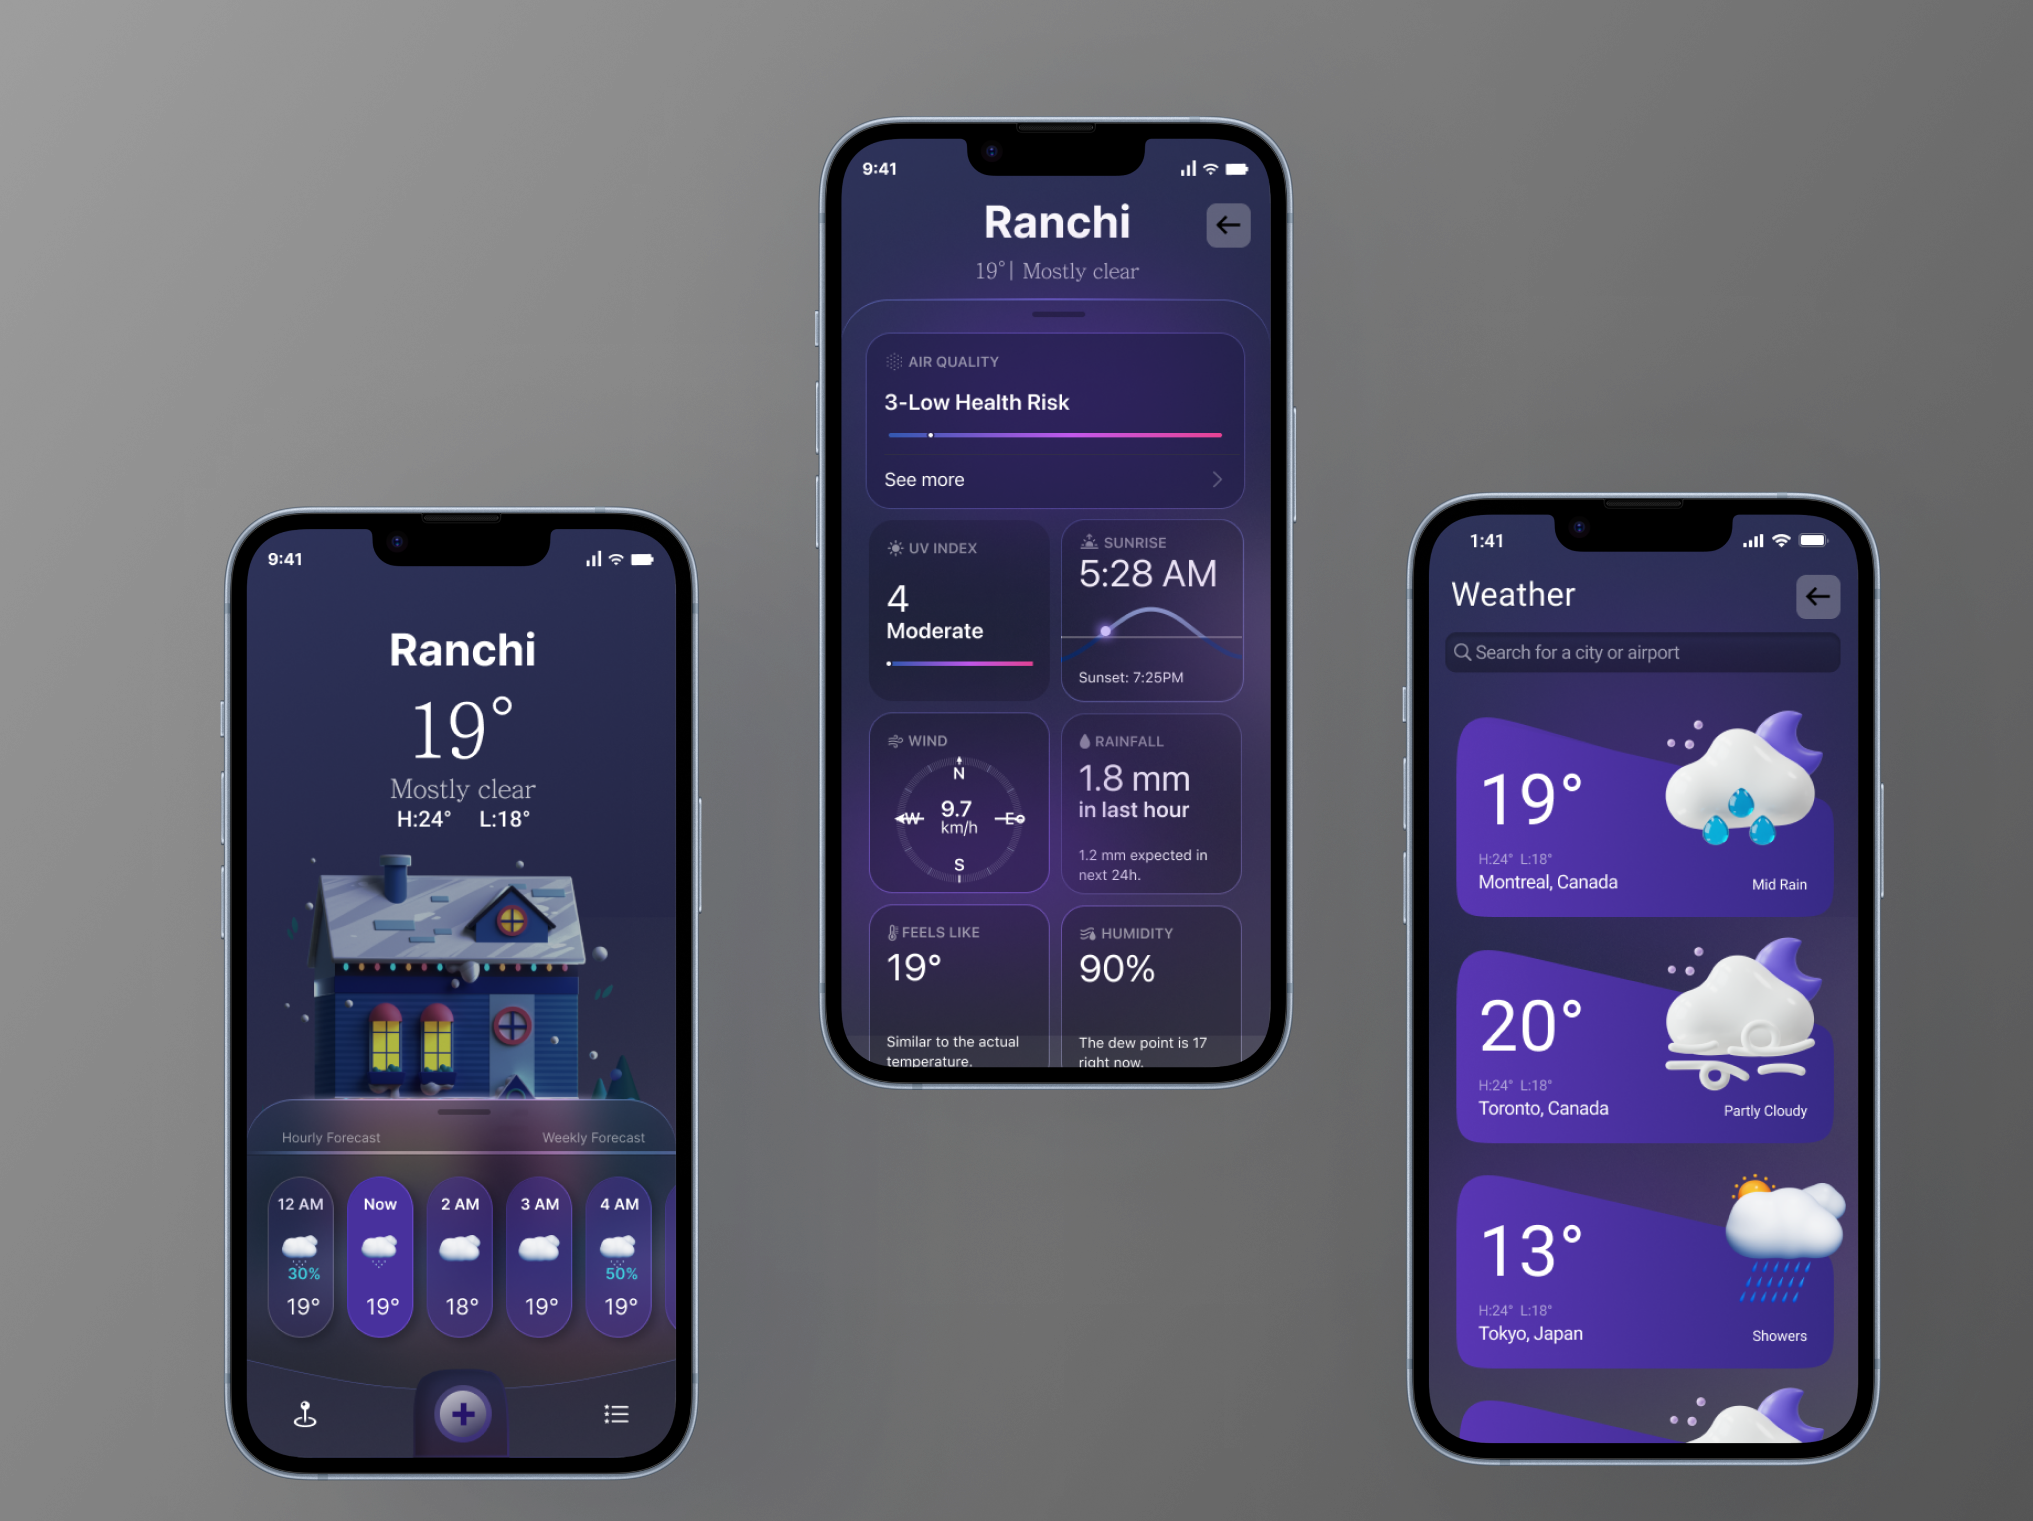 9:41
Ranchi
19°
Mostly clear
H:24° L:18°
Hourly Forecast Weekly Forecast
12 AM Now 2 AM 3 AM 4 AM
30% 50%
19° 19° 18° 19° 19°
9:41
Ranchi
19°| Mostly clear
AIR QUALITY
3-Low Health Risk
See more
UV INDEX
4
Moderate
SUNRISE
5:28 AM
Sunset: 7:25PM
WIND
N
W 9.7 E
km/h
S
RAINFALL
1.8 mm
in last hour
1.2 mm expected in
next 24h.
FEELS LIKE
19°
Similar to the actual
temperature.
HUMIDITY
90%
The dew point is 17
right now.
1:41
Weather
Search for a city or airport
19°
H:24° L:18°
Montreal, Canada Mid Rain
20°
H:24° L:18°
Toronto, Canada Partly Cloudy
13°
H:24° L:18°
Tokyo, Japan Showers